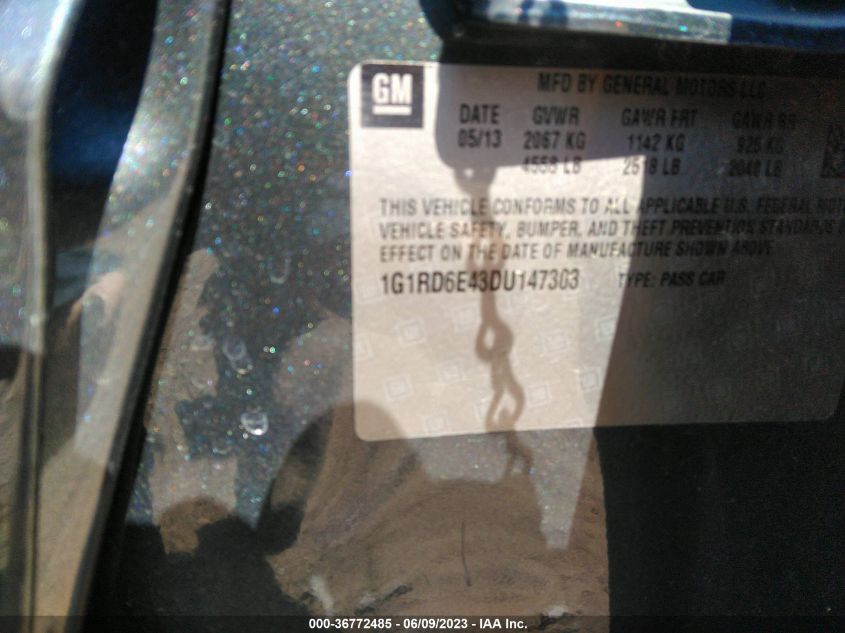 GM
MFD BY GENERAL MOTORS LLC
DATE GVWR GAWR FRT GAWR RR
05/13 2067 KG 1142 KG 925 KG
4558 LB 2518 LB 2040 LB
THIS VEHICLE CONFORMS TO ALL APPLICABLE U.S. FEDERAL
VEHICLE SAFETY, BUMPER, AND THEFT PREVENTION STANDARDS
EFFECT ON THE DATE OF MANUFACTURE SHOWN ABOVE.
1G1RD6E43DU147303 TYPE: PASS CAR
000-36772485 - 06/09/2023 - IAA Inc.